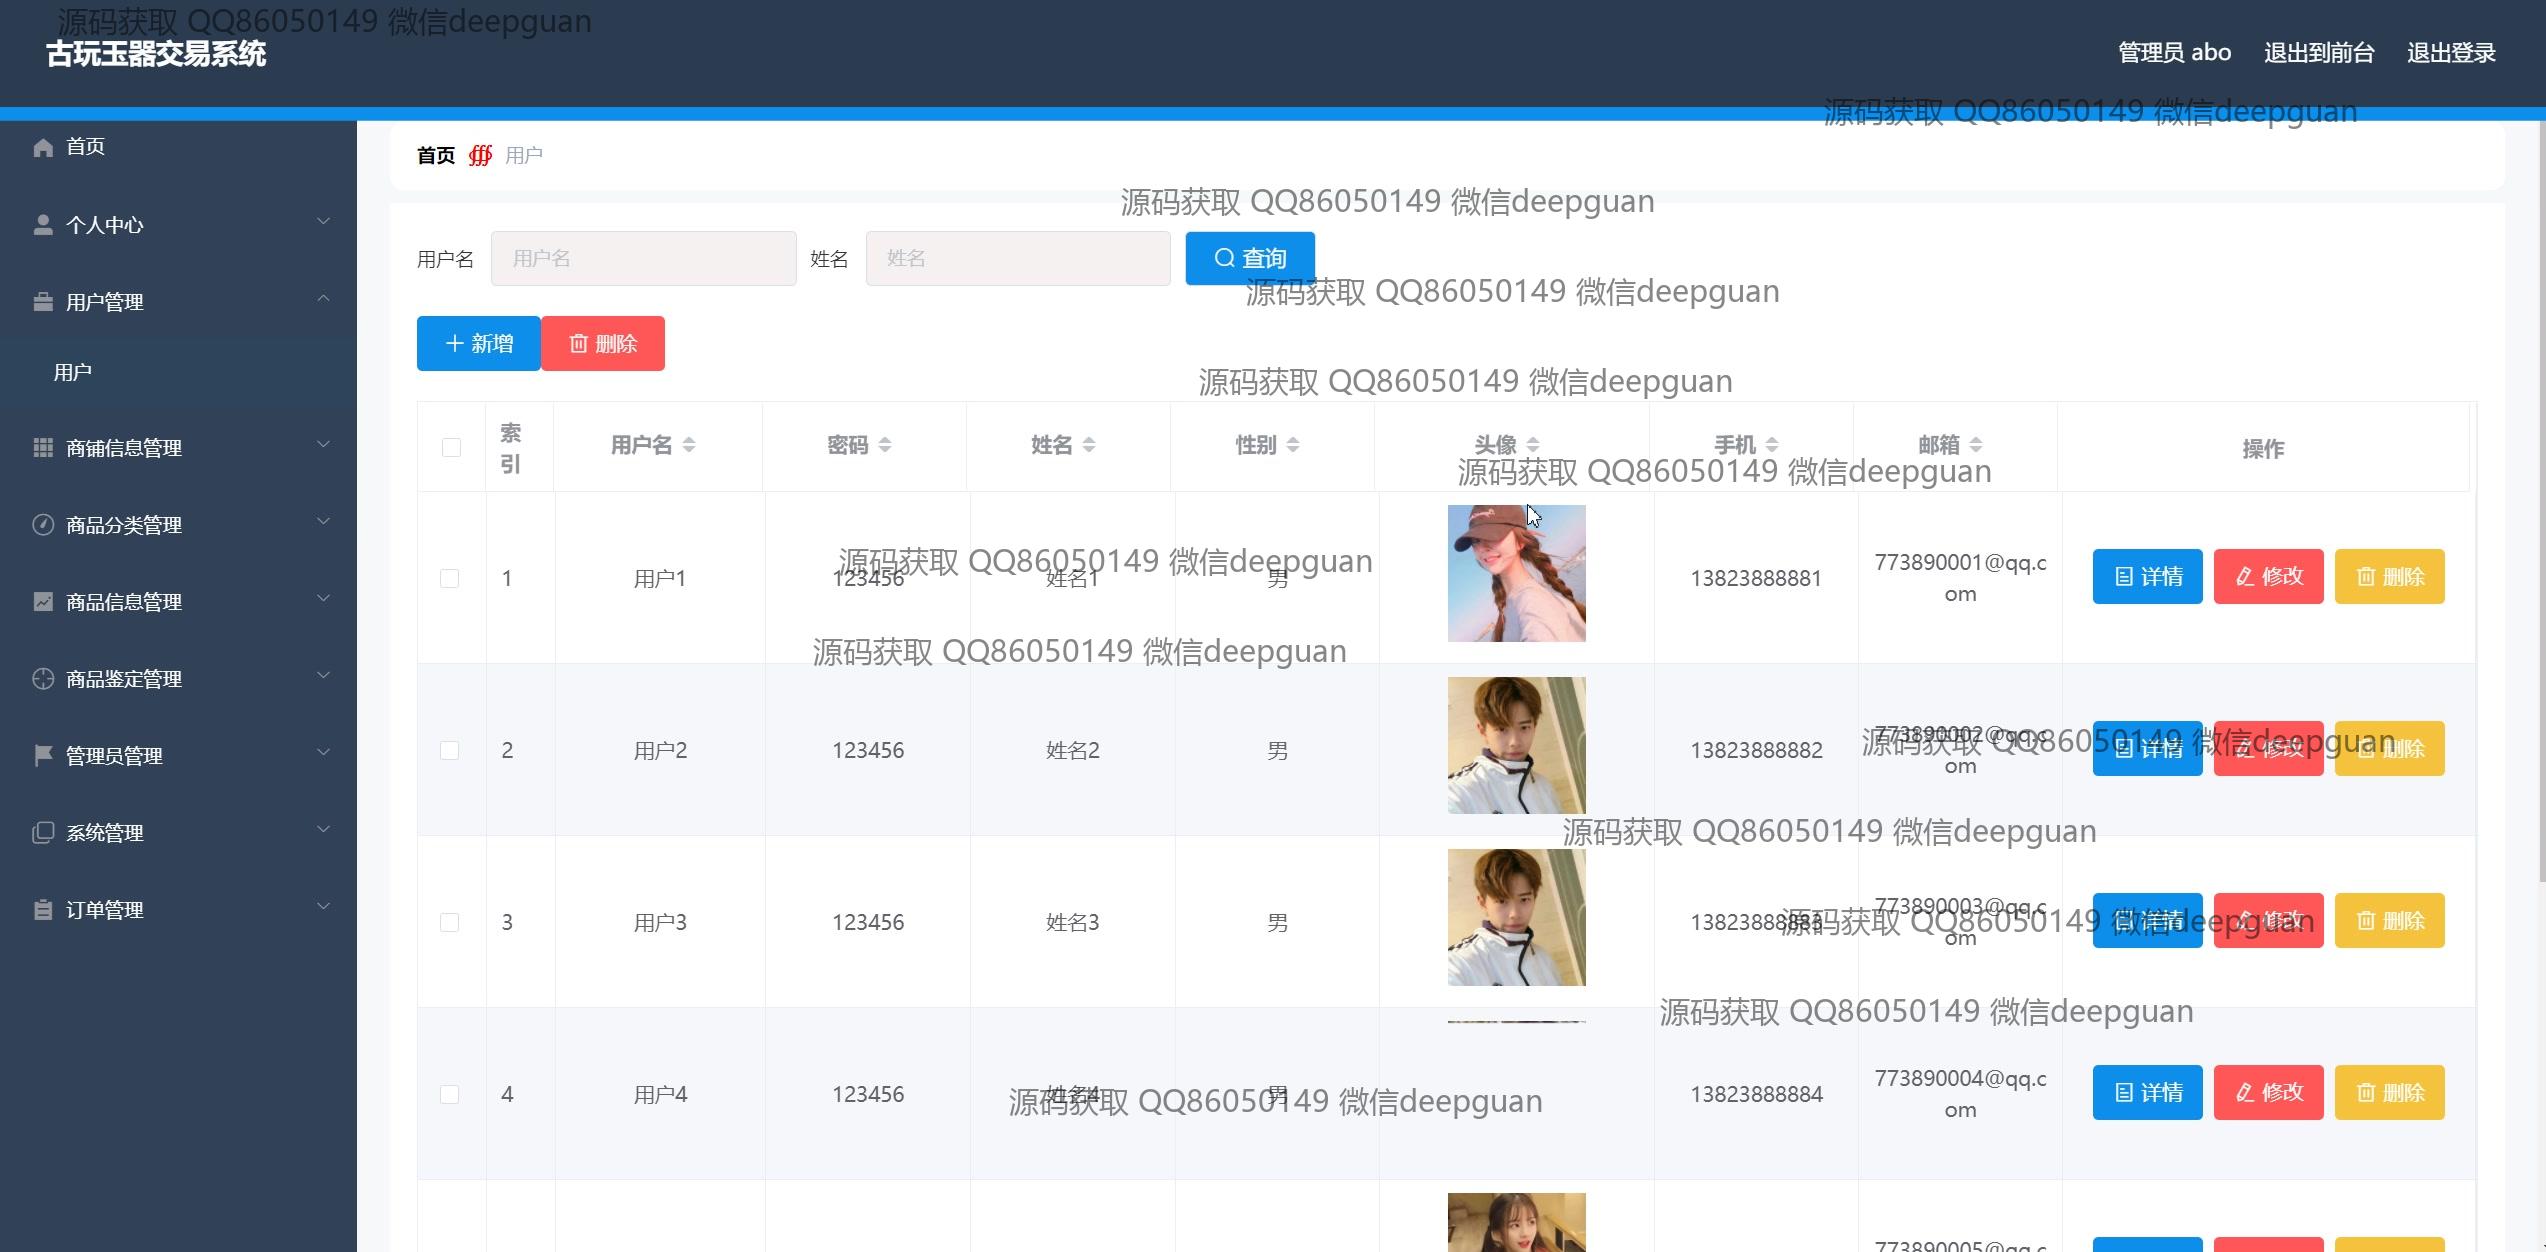 源码获取 QQ86050149 微信deepguan
古玩玉器交易系统
管理员 abo 退出到前台 退出登录
源码获取 QQ86050149 微信deepguan
首页
个人中心
用户管理
用户
商铺信息管理
商品分类管理
商品信息管理
商品鉴定管理
管理员管理
系统管理
订单管理
首页 用户
源码获取 QQ86050149 微信deepguan
用户名 用户名 姓名 姓名 查询
源码获取 QQ86050149 微信deepguan
新增 删除
源码获取 QQ86050149 微信deepguan
索引 用户名 密码 姓名 性别 头像 手机 邮箱 操作
源码获取 QQ86050149 微信deepguan
源码获取 QQ86050149 微信deepguan
1 用户1 123456 姓名1 男 13823888881 773890001@qq.com 详情 修改 删除
源码获取 QQ86050149 微信deepguan
2 用户2 123456 姓名2 男 13823888882 773890002@qq.com 详情 修改 删除
源码获取 QQ86050149 微信deepguan
源码获取 QQ86050149 微信deepguan
3 用户3 123456 姓名3 男 13823888883 773890003@qq.com 详情 修改 删除
源码获取 QQ86050149 微信deepguan
源码获取 QQ86050149 微信deepguan
4 用户4 123456 姓名4 男 13823888884 773890004@qq.com 详情 修改 删除
源码获取 QQ86050149 微信deepguan
773890005@qq.c